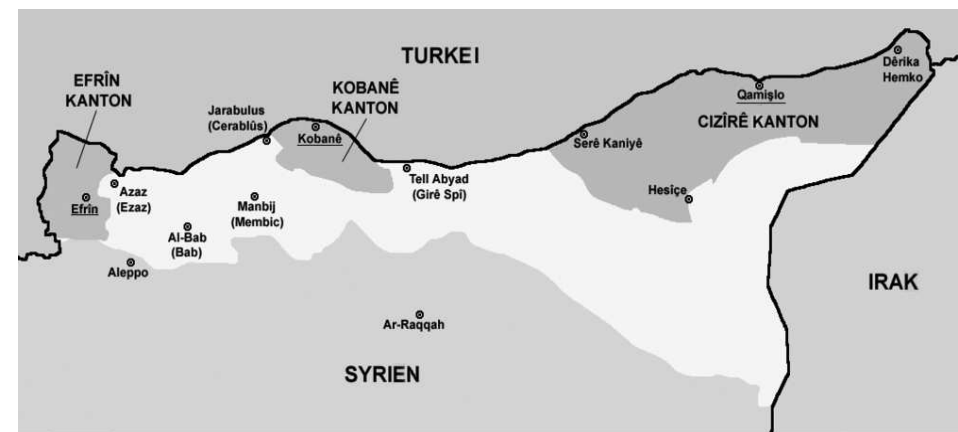 TURKEI
EFRÎN
KANTON
KOBANÊ
KANTON
Jarabulus
(Cerablûs)
Kobanê
Dêrika
Hemko
Qamişlo
CIZÎRÊ KANTON
Serê Kaniyê
Tell Abyad
(Girê Spî)
Azaz
(Ezaz)
Efrîn
Manbij
(Membic)
Hesîçe
Al-Bab
(Bab)
Aleppo
IRAK
Ar-Raqqah
SYRIEN